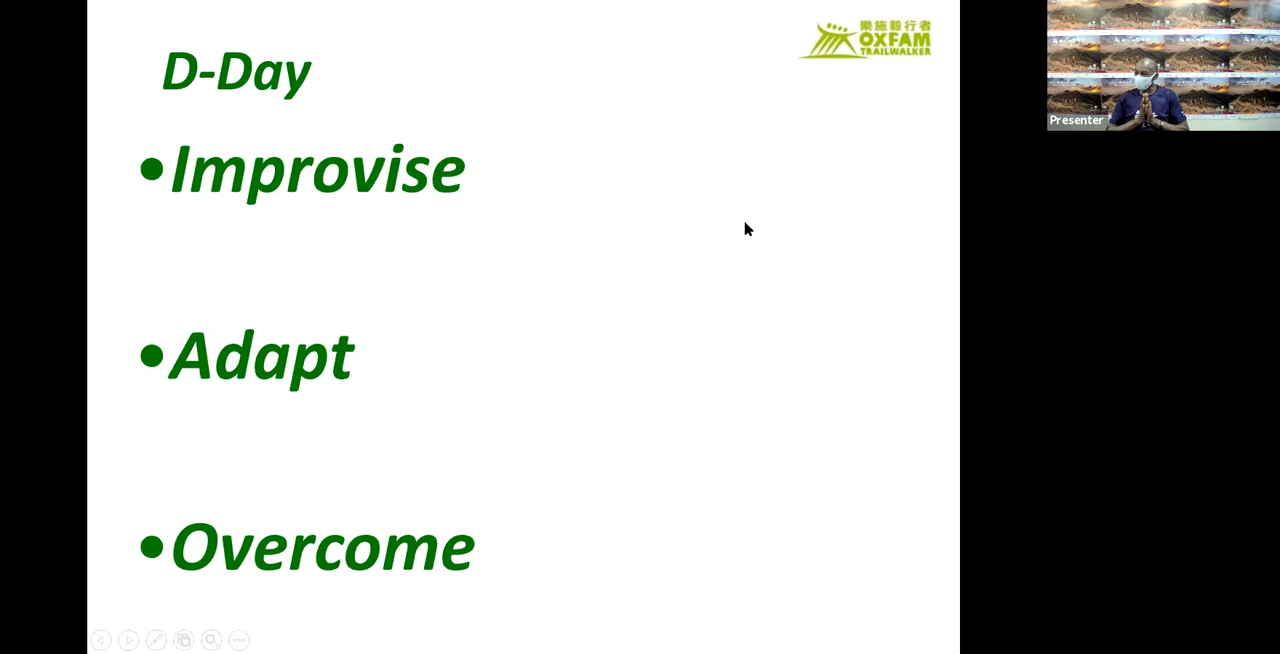 樂施毅行者
OXFAM
TRAILWALKER
D-Day
•Improvise
•Adapt
•Overcome
Presenter